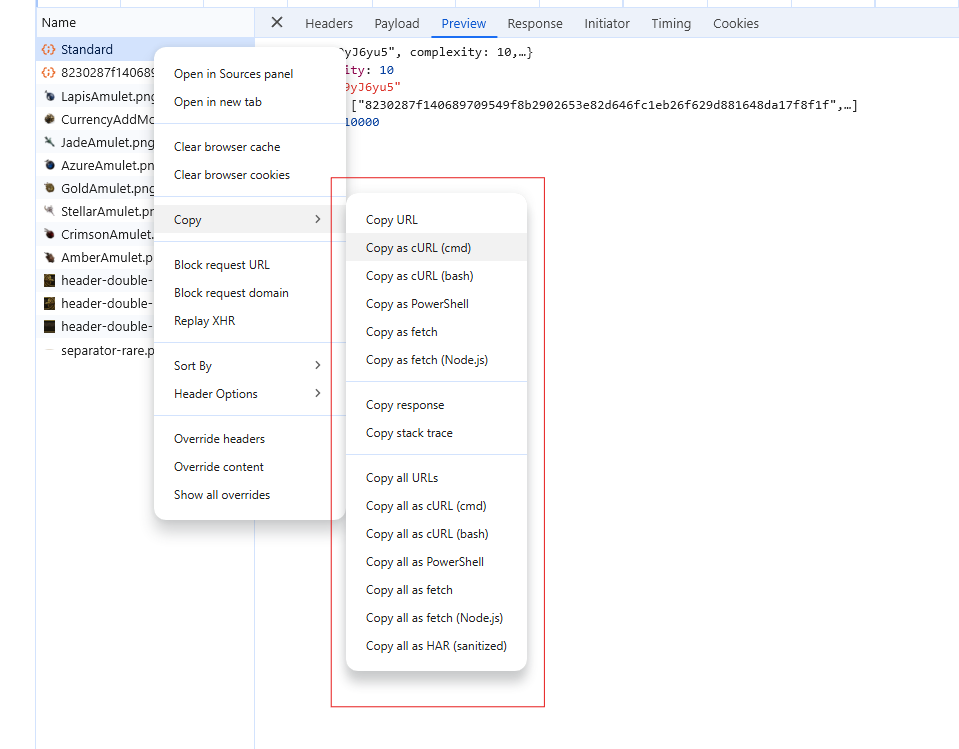 Name
Headers Payload Preview Response Initiator Timing Cookies
Standard
8230287f14068
LapisAmulet.png
CurrencyAddMo
JadeAmulet.png
AzureAmulet.pn
GoldAmulet.png
StellarAmulet.pn
CrimsonAmulet.
AmberAmulet.p
header-double-
header-double-
header-double-
separator-rare.p
9yJ6yu5", complexity: 10,…}
ity: 10
9yJ6yu5"
["8230287f140689709549f8b2902653e82d646fc1eb26f629d881648da17f8f1f",…]
10000
Open in Sources panel
Open in new tab
Clear browser cache
Clear browser cookies
Copy
Block request URL
Block request domain
Replay XHR
Sort By
Header Options
Override headers
Override content
Show all overrides
Copy URL
Copy as cURL (cmd)
Copy as cURL (bash)
Copy as PowerShell
Copy as fetch
Copy as fetch (Node.js)
Copy response
Copy stack trace
Copy all URLs
Copy all as cURL (cmd)
Copy all as cURL (bash)
Copy all as PowerShell
Copy all as fetch
Copy all as fetch (Node.js)
Copy all as HAR (sanitized)